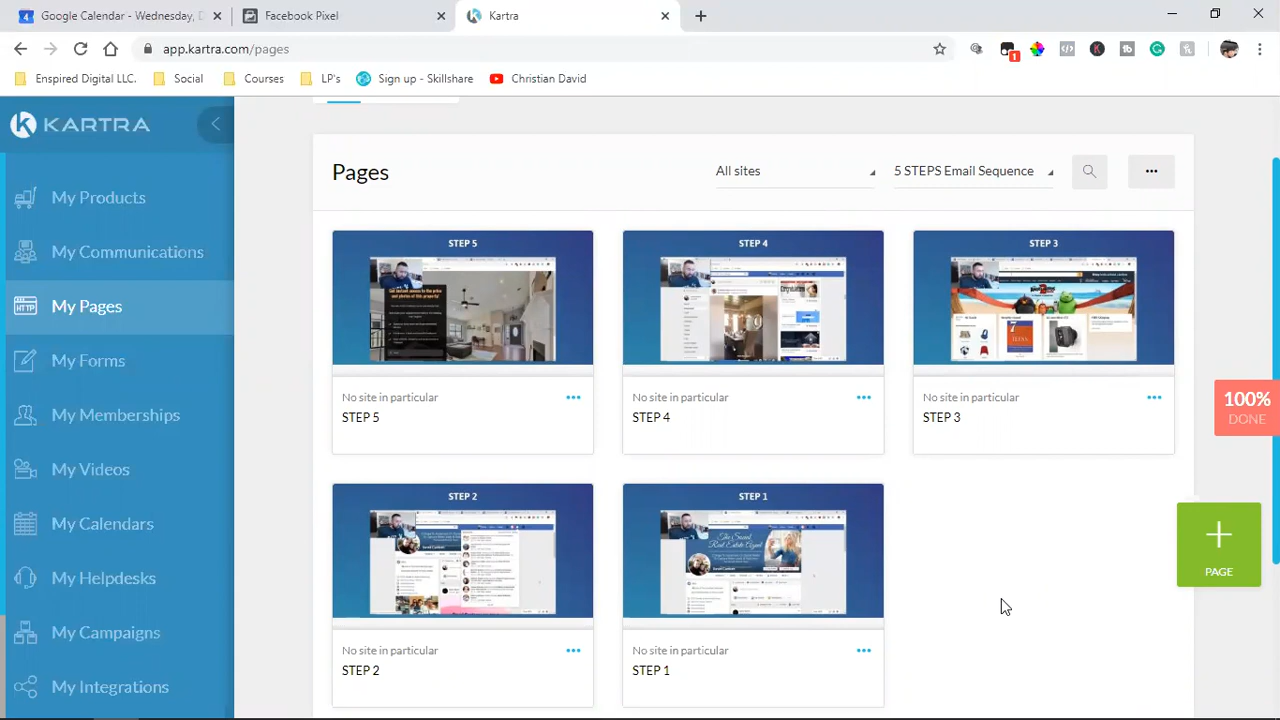 Google Calendar - Wednesday, D
Facebook Pixel
Kartra
app.kartra.com/pages
1
Enspired Digital LLC.
Social
Courses
LP's
Sign up - Skillshare
Christian David
KARTRA
My Products
My Communications
My Pages
My Forms
My Memberships
My Videos
My Calendars
My Helpdesks
My Campaigns
My Integrations
Pages
All sites
5 STEPS Email Sequence
STEP 5
STEP 4
STEP 3
No site in particular
STEP 5
No site in particular
STEP 4
No site in particular
STEP 3
STEP 2
STEP 1
No site in particular
STEP 2
No site in particular
STEP 1
100%
DONE
PAGE